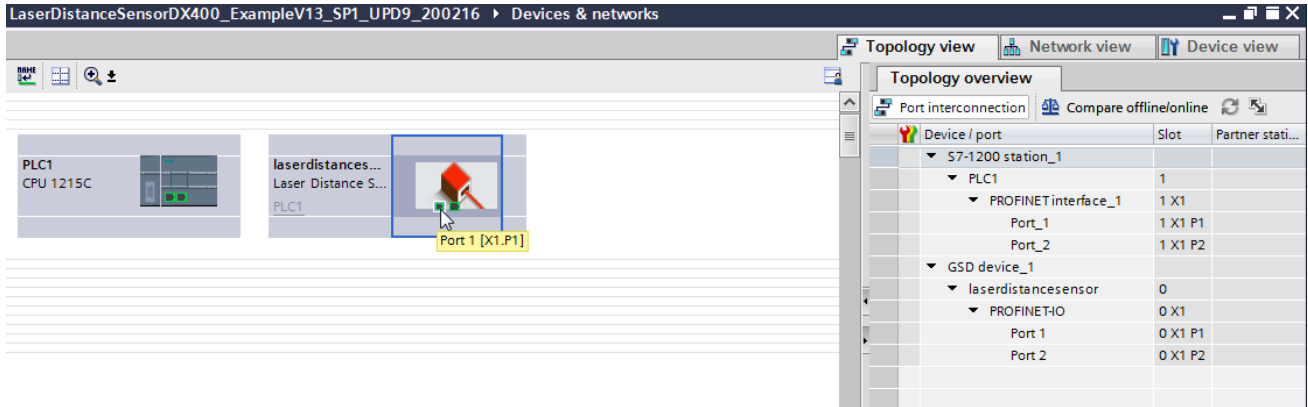 LaserDistanceSensorDX400_ExampleV13_SP1_UPD9_200216 ▸ Devices & networks
Topology view Network view Device view
NAME
Topology overview
Port interconnection Compare offline/online
Device / port Slot Partner stati...
S7-1200 station_1
PLC1 1
PROFINET interface_1 1 X1
Port_1 1 X1 P1
Port_2 1 X1 P2
GSD device_1
laserdistancesensor 0
PROFINET-IO 0 X1
Port 1 0 X1 P1
Port 2 0 X1 P2
PLC1
CPU 1215C
laserdistances...
Laser Distance S...
PLC1
Port 1 [X1.P1]